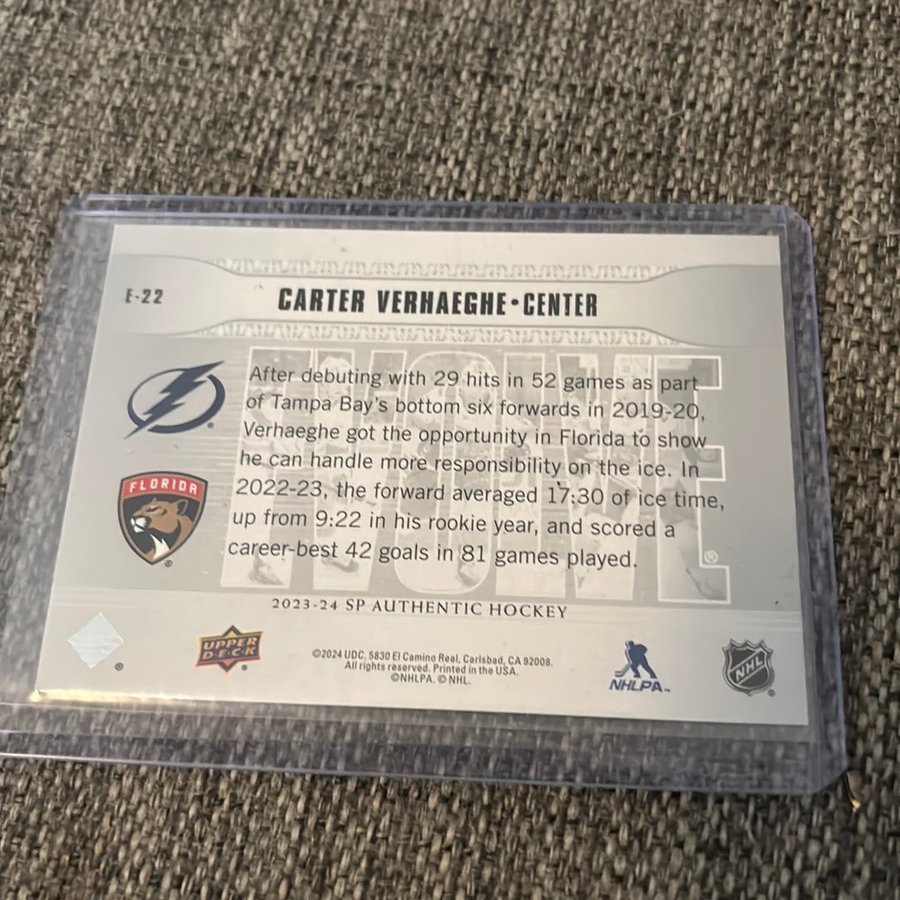 E-22
CARTER VERHAEGHE•CENTER
EVOLVE
After debuting with 29 hits in 52 games as part
of Tampa Bay's bottom six forwards in 2019-20,
Verhaeghe got the opportunity in Florida to show
he can handle more responsibility on the ice. In
2022-23, the forward averaged 17:30 of ice time,
up from 9:22 in his rookie year, and scored a
career-best 42 goals in 81 games played.
FLORIDA
2023-24 SP AUTHENTIC HOCKEY
UPPER
DECK
©2024 UDC. 5830 El Camino Real, Carlsbad, CA 92008.
All rights reserved. Printed in the USA.
©NHLPA. © NHL.
NHLPA™
NHL